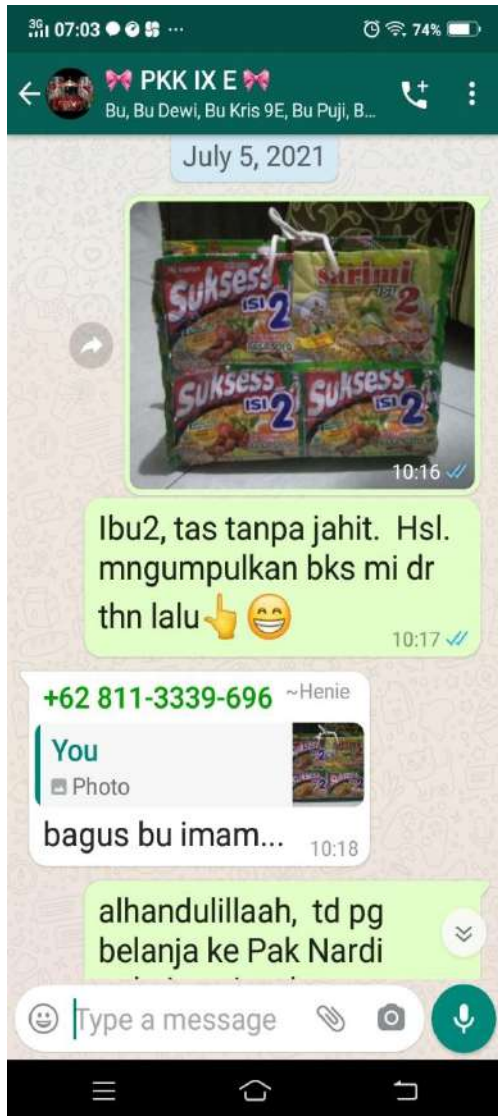 3G 07:03 74%
PKK IX E
Bu, Bu Dewi, Bu Kris 9E, Bu Puji, B...
July 5, 2021
Suksess ISI 2 sarimi ISI 2
Suksess ISI 2 Suksess ISI 2
10:16
Ibu2, tas tanpa jahit. Hsl.
mngumpulkan bks mi dr
thn lalu
10:17
+62 811-3339-696 ~Henie
You
Photo
bagus bu imam... 10:18
alhandulillaah, td pg
belanja ke Pak Nardi
Type a message